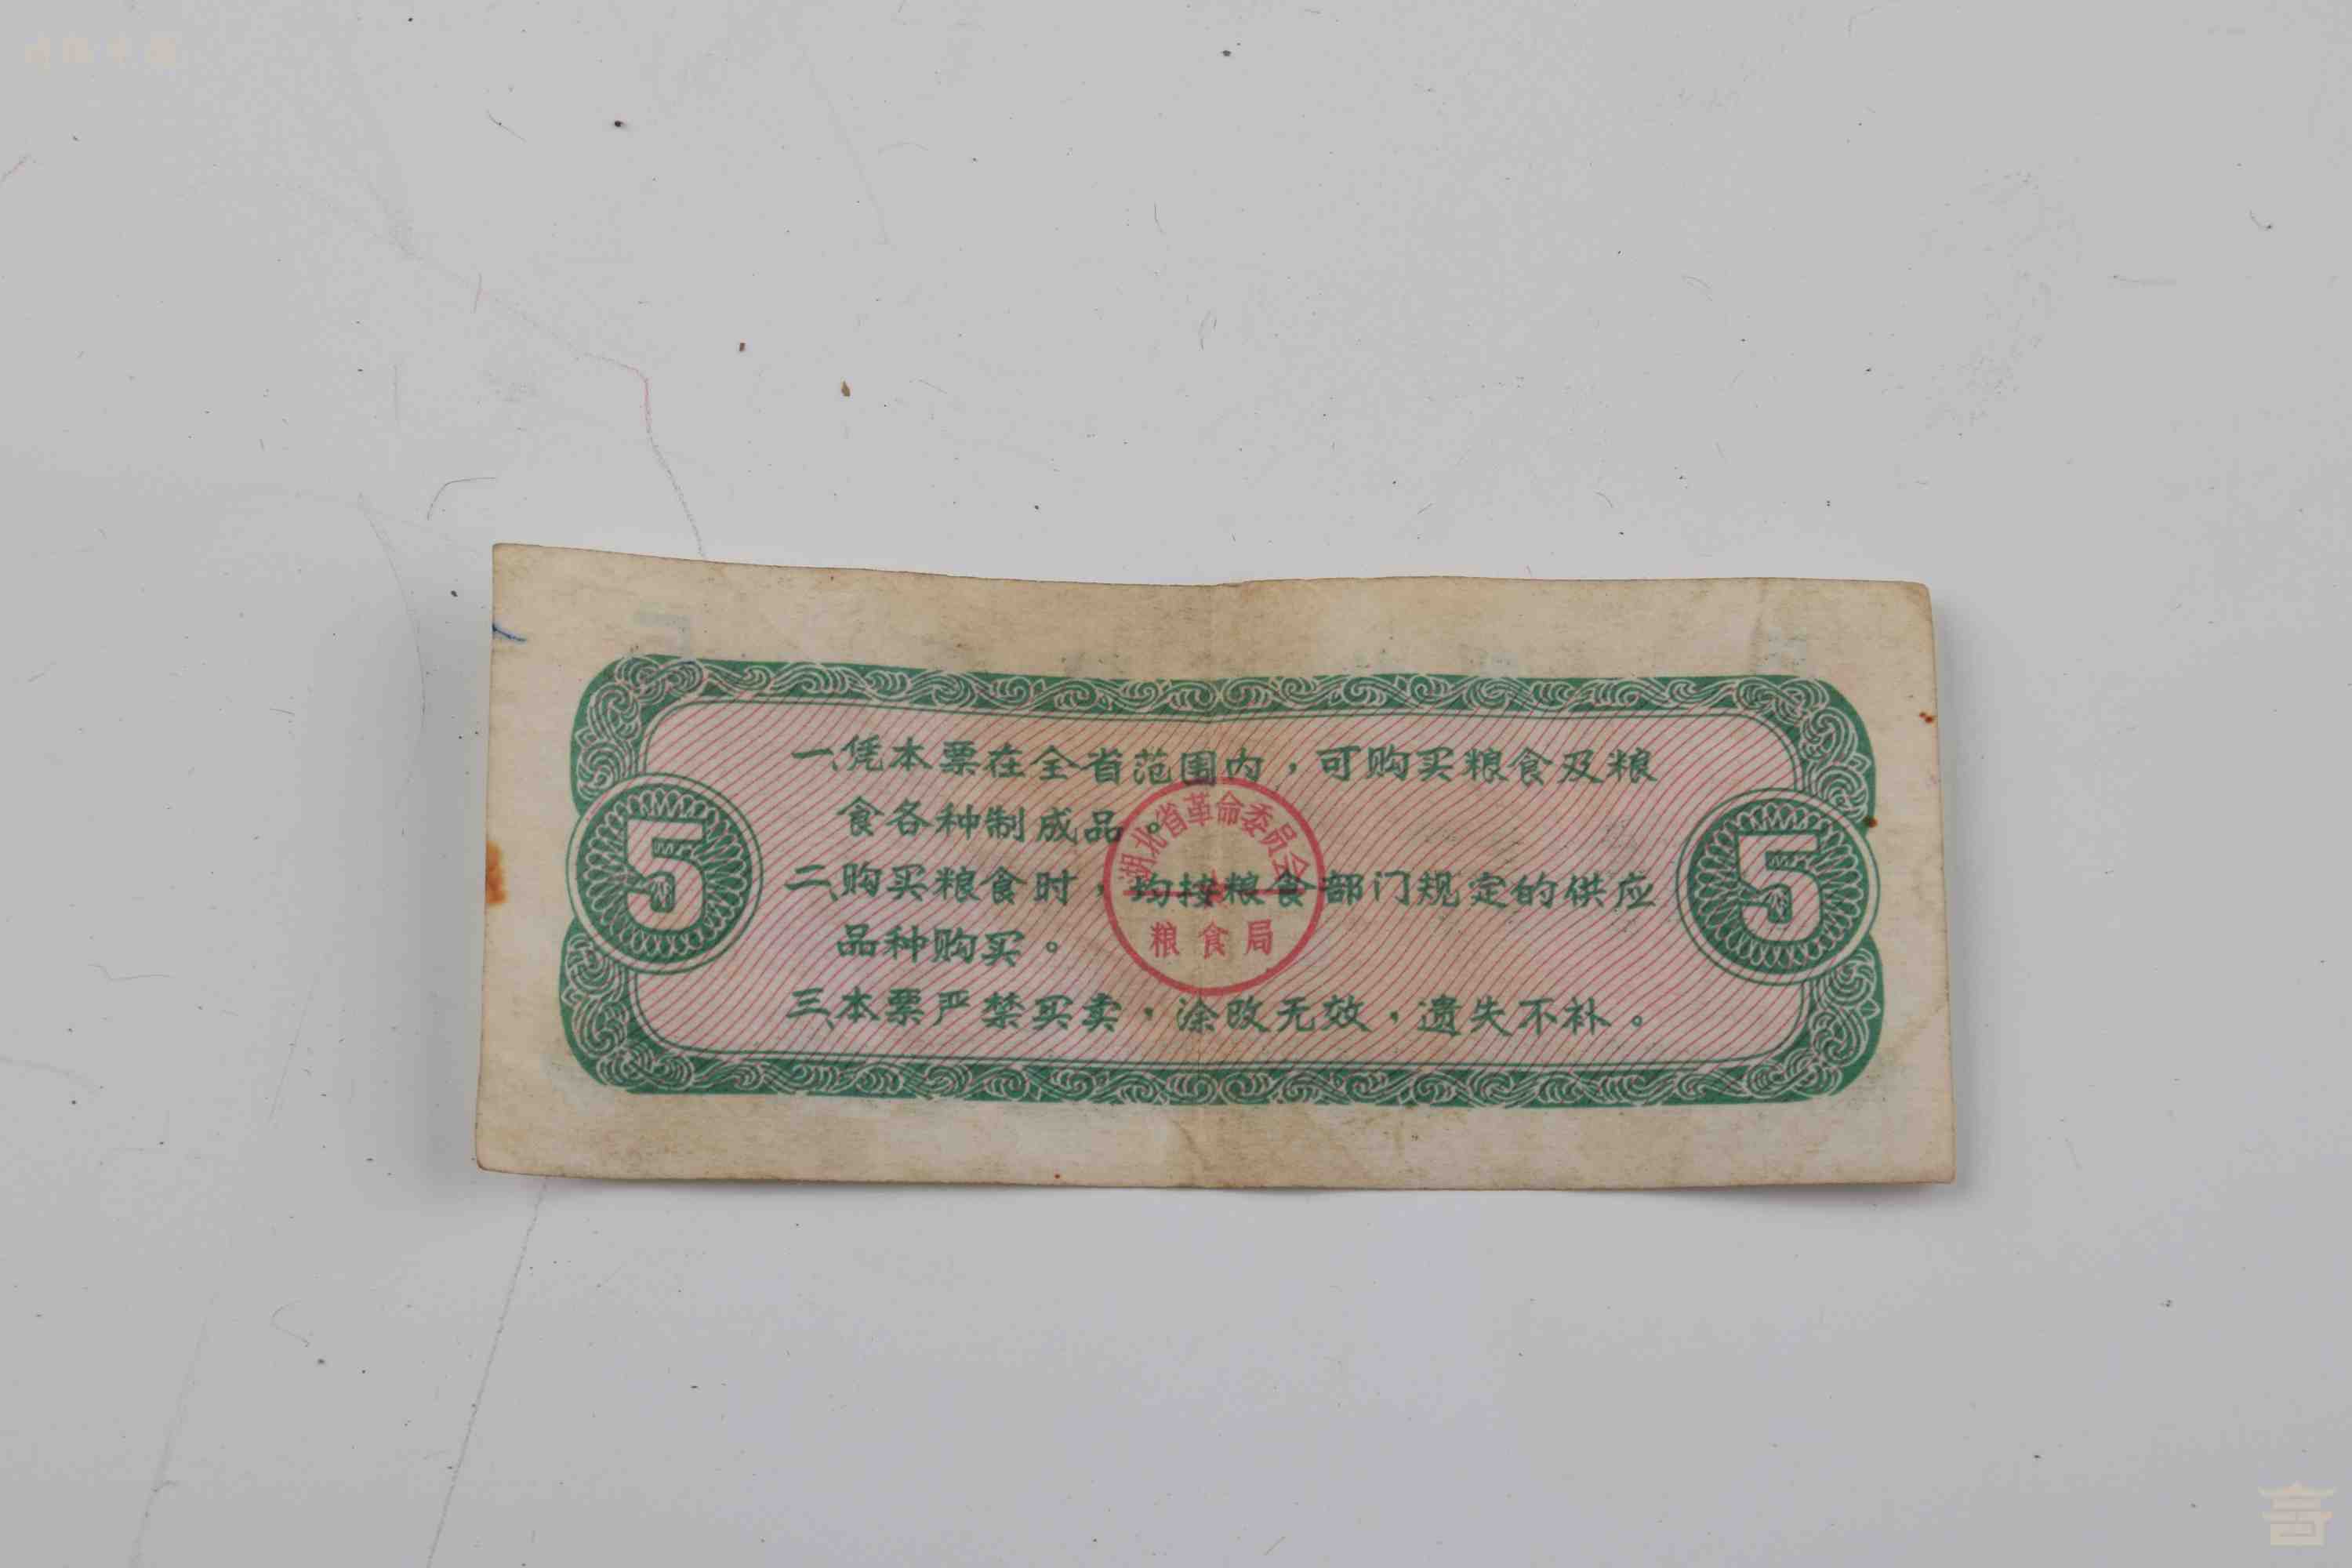 一、凭本票在全省范围内，可购买粮食及粮
食各种制成品。
二、购买粮食时，均按粮食部门规定的供应
品种购买。
三、本票严禁买卖，涂改无效，遗失不补。
5
5
湖北省革命委员会
粮食局